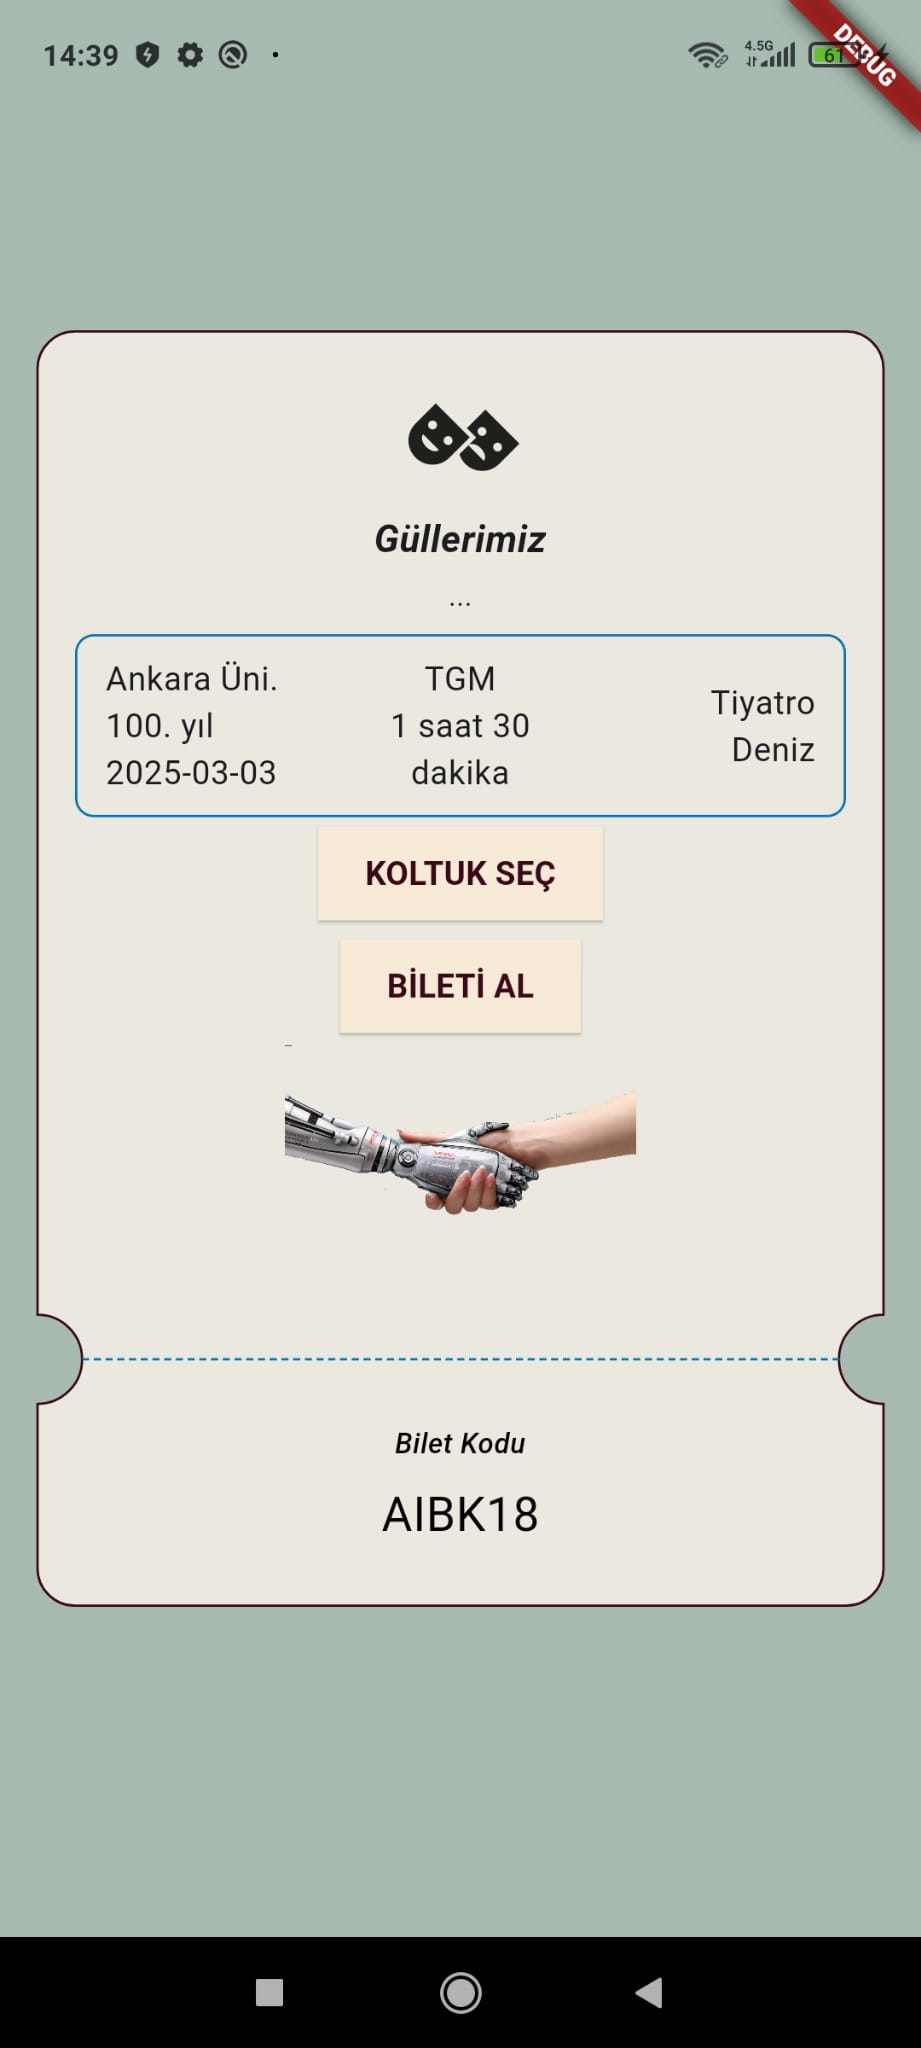 14:39
4.5G
61
DEBUG
Güllerimiz
...
Ankara Üni.
100. yıl
2025-03-03
TGM
1 saat 30
dakika
Tiyatro
Deniz
KOLTUK SEÇ
BİLETİ AL
Bilet Kodu
AIBK18